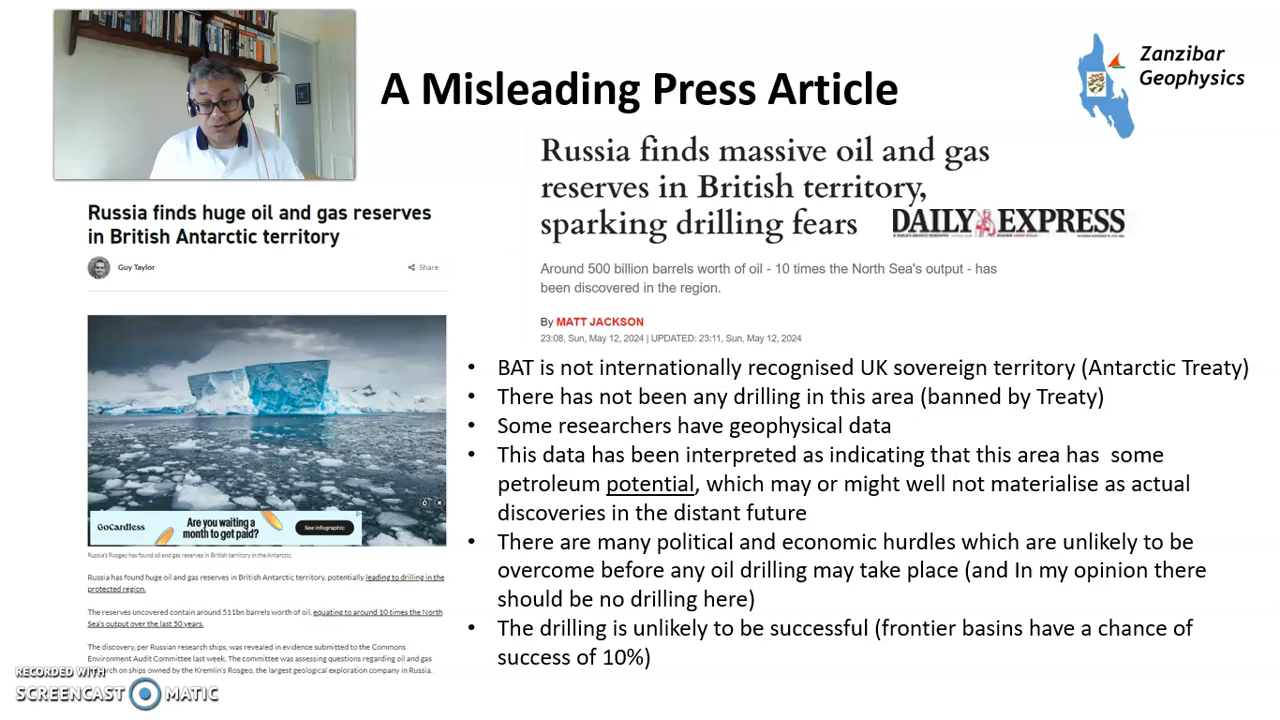 A Misleading Press Article
Zanzibar
Geophysics
Russia finds huge oil and gas reserves
in British Antarctic territory
Guy Taylor
Share
GOCARDLESS
Are you waiting a
month to get paid?
See infographic
Russia's Rosgeo has found oil and gas reserves in British territory in the Antarctic.
Russia has found huge oil and gas reserves in British Antarctic territory, potentially leading to drilling in the
protected region.
The reserves uncovered contain around 511bn barrels worth of oil, equating to around 10 times the North
Sea's output over the last 50 years.
The discovery, per Russian research ships, was revealed in evidence submitted to the Commons
Environment Audit Committee last week. The committee was assessing questions regarding oil and gas
on ships owned by the Kremlin's Rosgeo, the largest geological exploration company in Russia.
Russia finds massive oil and gas
reserves in British territory,
sparking drilling fears
DAILY EXPRESS
Around 500 billion barrels worth of oil - 10 times the North Sea's output - has
been discovered in the region.
By MATT JACKSON
23:08, Sun, May 12, 2024 | UPDATED: 23:11, Sun, May 12, 2024
• BAT is not internationally recognised UK sovereign territory (Antarctic Treaty)
• There has not been any drilling in this area (banned by Treaty)
• Some researchers have geophysical data
• This data has been interpreted as indicating that this area has some
petroleum potential, which may or might well not materialise as actual
discoveries in the distant future
• There are many political and economic hurdles which are unlikely to be
overcome before any oil drilling may take place (and In my opinion there
should be no drilling here)
• The drilling is unlikely to be successful (frontier basins have a chance of
success of 10%)
RECORDED WITH
SCREENCAST MATIC